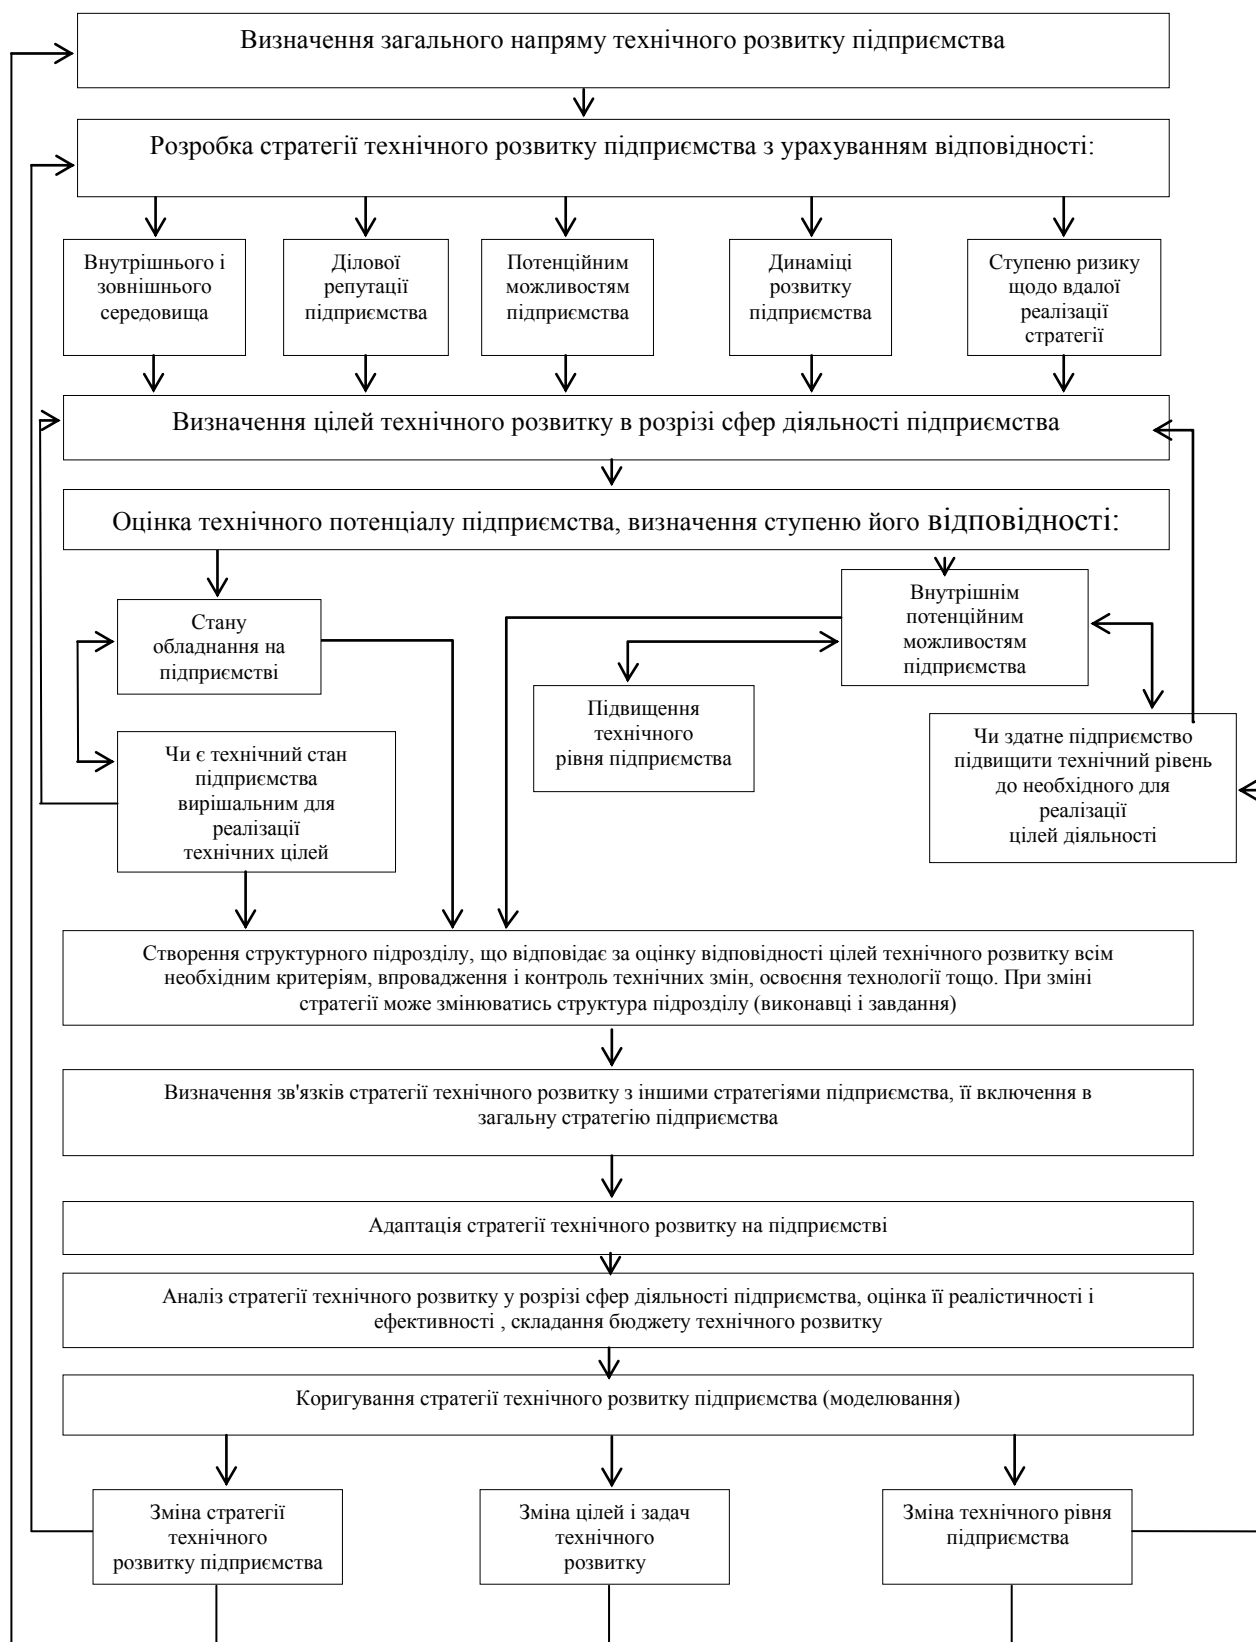 Визначення загального напряму технічного розвитку підприємства
Розробка стратегії технічного розвитку підприємства з урахуванням відповідності:
Внутрішнього і
зовнішнього
середовища
Ділової
репутації
підприємства
Потенційним
можливостям
підприємства
Динаміці
розвитку
підприємства
Ступеню ризику
щодо вдалої
реалізації
стратегії
Визначення цілей технічного розвитку в розрізі сфер діяльності підприємства
Оцінка технічного потенціалу підприємства, визначення ступеню його відповідності:
Стану
обладнання на
підприємстві
Внутрішнім
потенційним
можливостям
підприємства
Підвищення
технічного
рівня підприємства
Чи є технічний стан
підприємства
вирішальним для
реалізації
технічних цілей
Чи здатне підприємство
підвищити технічний рівень
до необхідного для
реалізації
цілей діяльності
Створення структурного підрозділу, що відповідає за оцінку відповідності цілей технічного розвитку всім
необхідним критеріям, впровадження і контроль технічних змін, освоєння технології тощо. При зміні
стратегії може змінюватись структура підрозділу (виконавці і завдання)
Визначення зв'язків стратегії технічного розвитку з іншими стратегіями підприємства, її включення в
загальну стратегію підприємства
Адаптація стратегії технічного розвитку на підприємстві
Аналіз стратегії технічного розвитку у розрізі сфер діяльності підприємства, оцінка її реалістичності і
ефективності , складання бюджету технічного розвитку
Коригування стратегії технічного розвитку підприємства (моделювання)
Зміна стратегії
технічного
розвитку підприємства
Зміна цілей і задач
технічного
розвитку
Зміна технічного рівня
підприємства